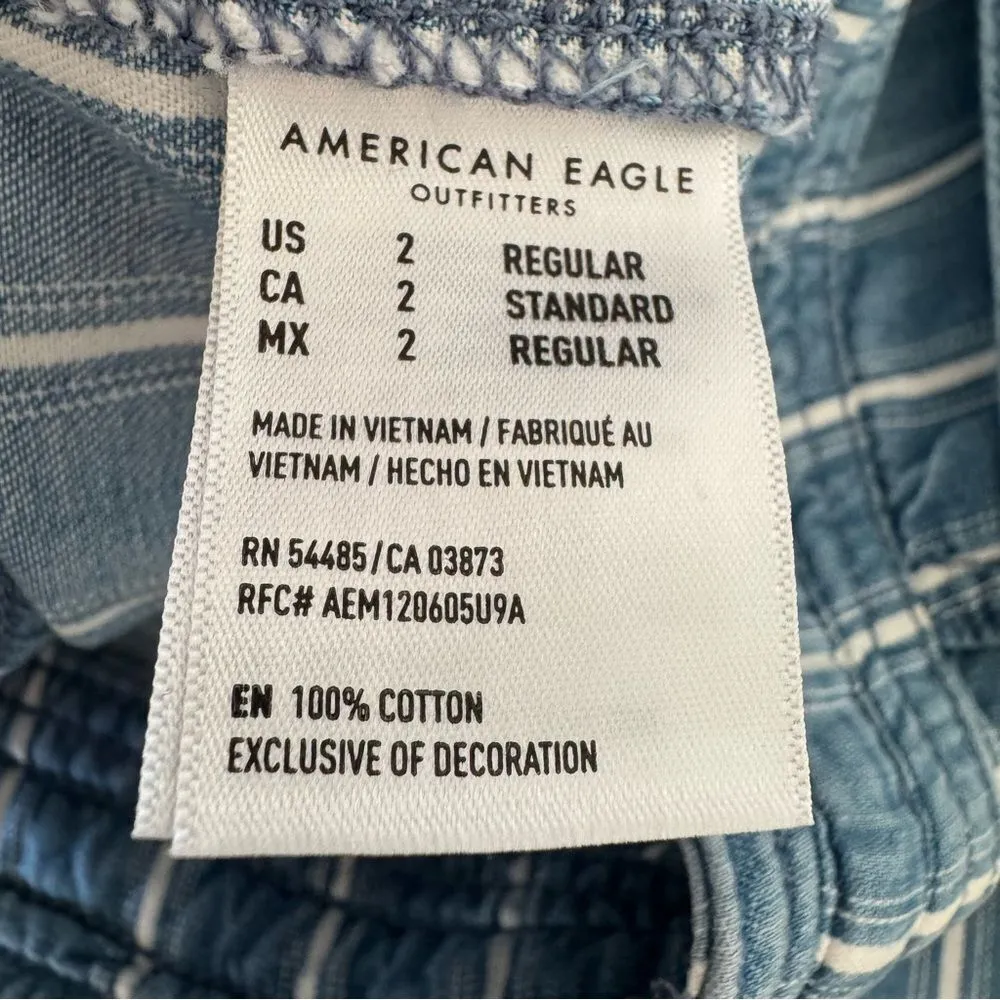 AMERICAN EAGLE
OUTFITTERS
US 2 REGULAR
CA 2 STANDARD
MX 2 REGULAR
MADE IN VIETNAM / FABRIQUÉ AU
VIETNAM / HECHO EN VIETNAM
RN 54485/CA 03873
RFC# AEM120605U9A
EN 100% COTTON
EXCLUSIVE OF DECORATION